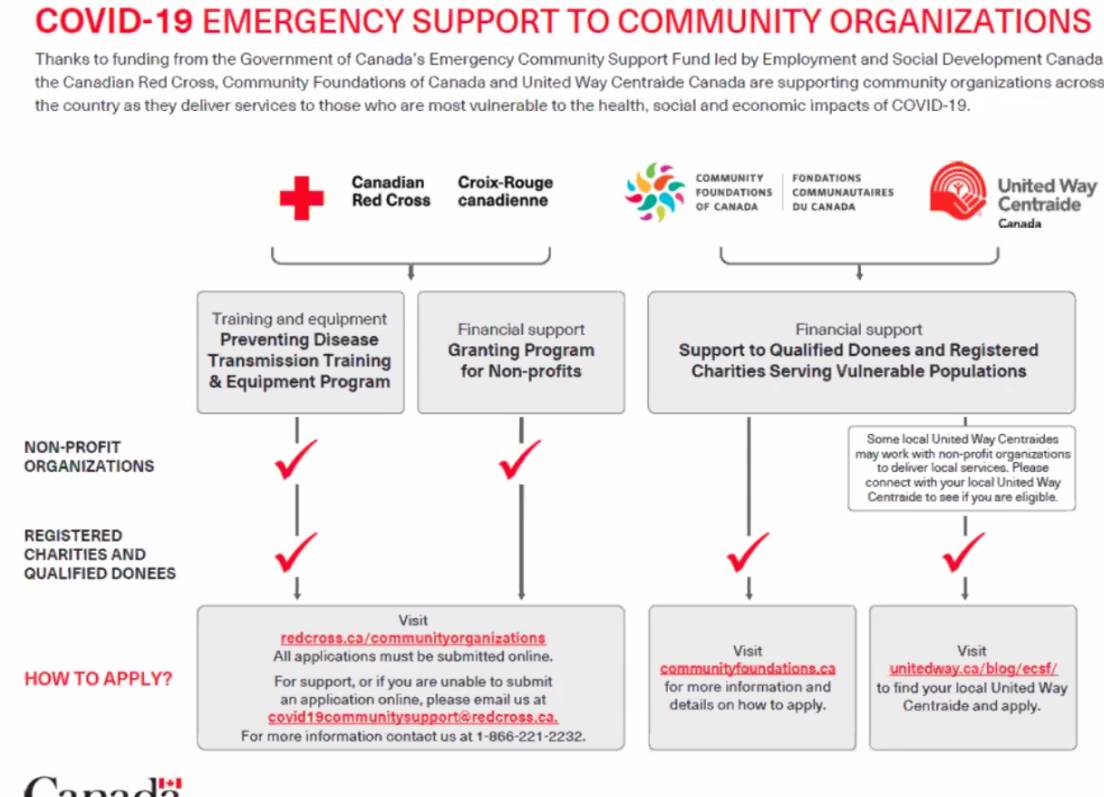 COVID-19 EMERGENCY SUPPORT TO COMMUNITY ORGANIZATIONS
Thanks to funding from the Government of Canada's Emergency Community Support Fund led by Employment and Social Development Canada,
the Canadian Red Cross, Community Foundations of Canada and United Way Centraide Canada are supporting community organizations across
the country as they deliver services to those who are most vulnerable to the health, social and economic impacts of COVID-19.
Canadian
Red Cross
Croix-Rouge
canadienne
COMMUNITY
FOUNDATIONS
OF CANADA
FONDATIONS
COMMUNAUTAIRES
DU CANADA
United Way
Centraide
Canada
Training and equipment
Preventing Disease
Transmission Training
& Equipment Program
Financial support
Granting Program
for Non-profits
Financial support
Support to Qualified Donees and Registered
Charities Serving Vulnerable Populations
NON-PROFIT
ORGANIZATIONS
Some local United Way Centraides
may work with non-profit organizations
to deliver local services. Please
connect with your local United Way
Centraide to see if you are eligible.
REGISTERED
CHARITIES AND
QUALIFIED DONEES
HOW TO APPLY?
Visit
redcross.ca/communityorganizations
All applications must be submitted online.
For support, or if you are unable to submit
an application online, please email us at
covid19communitysupport@redcross.ca.
For more information contact us at 1-866-221-2232.
Visit
communityfoundations.ca
for more information and
details on how to apply.
Visit
unitedway.ca/blog/ecsf/
to find your local United Way
Centraide and apply.
Canada